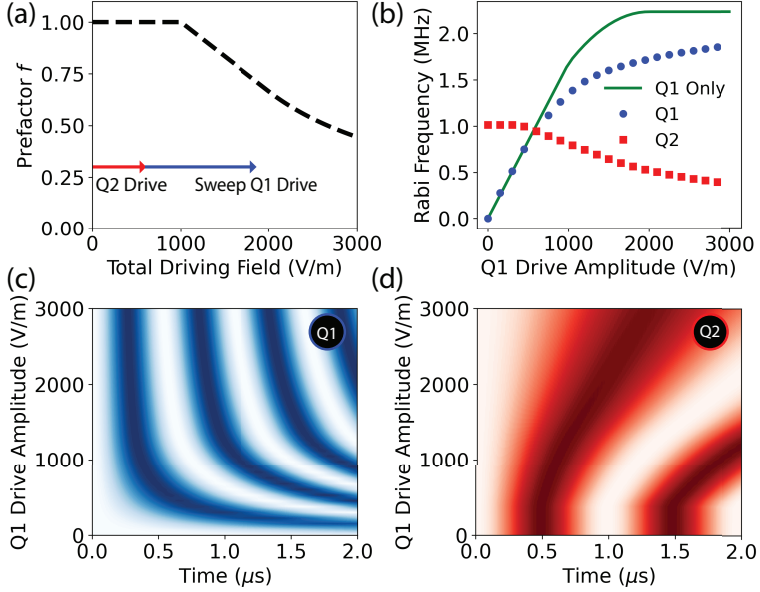 (a)
Prefactor f
1.00
0.75
0.50
0.25
0.00
Q2 Drive
Sweep Q1 Drive
0 1000 2000 3000
Total Driving Field (V/m)
(b)
Rabi Frequency (MHz)
2.0
1.5
1.0
0.5
0.0
Q1 Only
Q1
Q2
0 1000 2000 3000
Q1 Drive Amplitude (V/m)
(c)
Q1 Drive Amplitude (V/m)
3000
2000
1000
0
Q1
0.0 0.5 1.0 1.5 2.0
Time (μs)
(d)
Q1 Drive Amplitude (V/m)
3000
2000
1000
0
Q2
0.0 0.5 1.0 1.5 2.0
Time (μs)